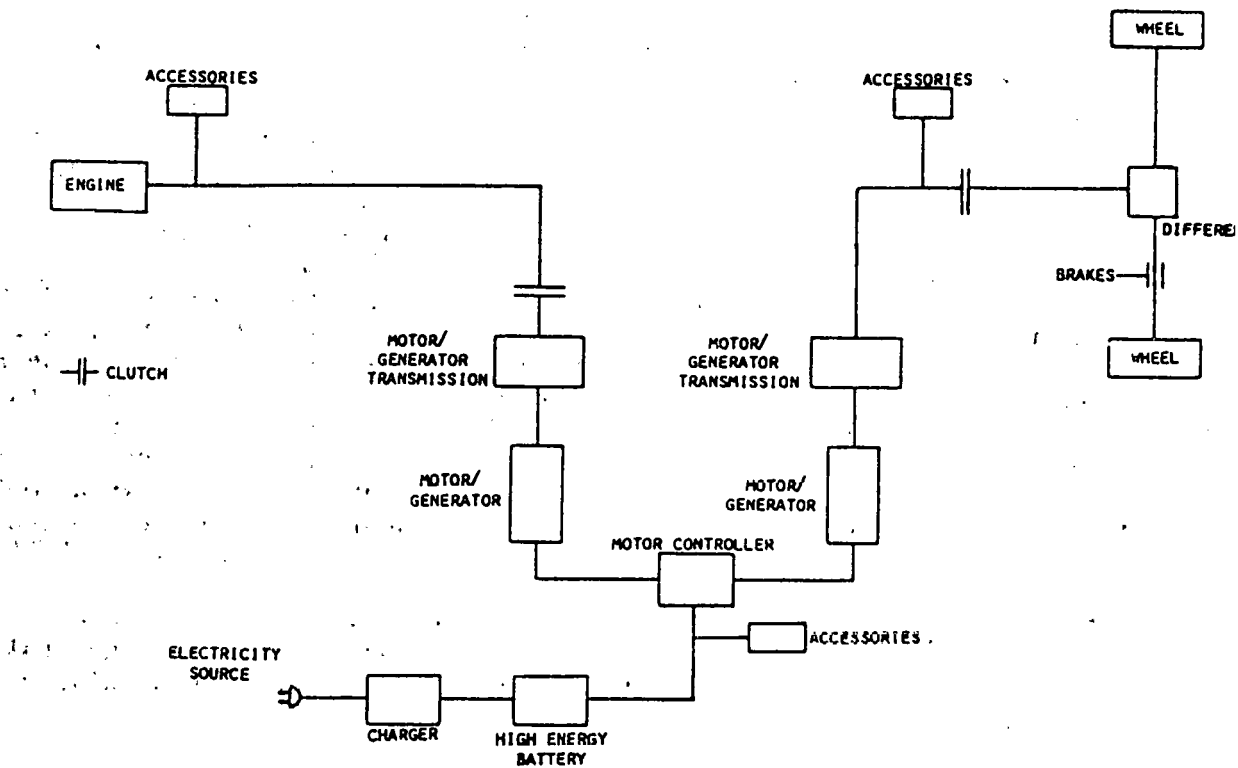 WHEEL
ACCESSORIES
ACCESSORIES
ENGINE
DIFFERE
BRAKES
MOTOR/
GENERATOR
TRANSMISSION
MOTOR/
GENERATOR
TRANSMISSION
WHEEL
CLUTCH
MOTOR/
GENERATOR
MOTOR/
GENERATOR
MOTOR CONTROLLER
ACCESSORIES
ELECTRICITY
SOURCE
CHARGER
HIGH ENERGY
BATTERY